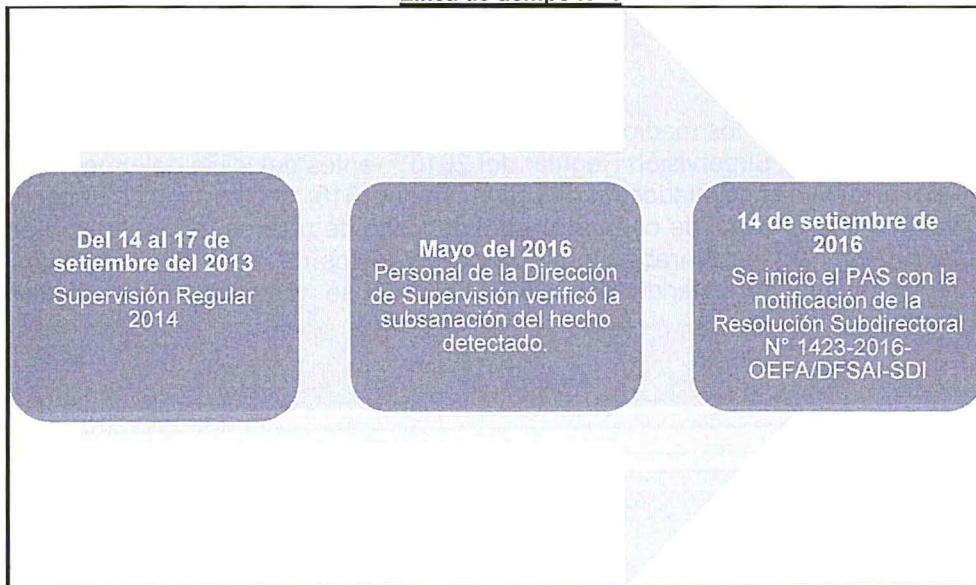 Del 14 al 17 de
setiembre del 2013
Supervisión Regular
2014
Mayo del 2016
Personal de la Dirección
de Supervisión verificó la
subsanación del hecho
detectado.
14 de setiembre de
2016
Se inicio el PAS con la
notificación de la
Resolución Subdirectoral
N° 1423-2016-
OEFA/DFSAI-SDI